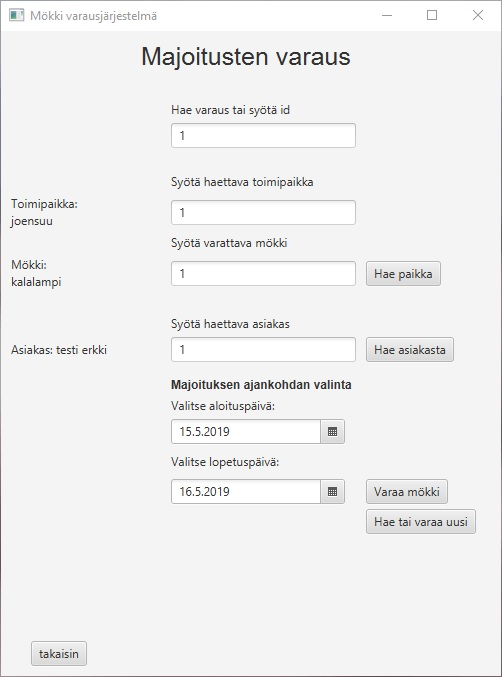 Mökki varausjärjestelmä
Majoitusten varaus
Hae varaus tai syötä id
1
Syötä haettava toimipaikka
Toimipaikka:
joensuu
1
Syötä varattava mökki
Mökki:
kalalampi
1
Hae paikka
Syötä haettava asiakas
Asiakas: testi erkki
1
Hae asiakasta
Majoituksen ajankohdan valinta
Valitse aloituspäivä:
15.5.2019
Valitse lopetuspäivä:
16.5.2019
Varaa mökki
Hae tai varaa uusi
takaisin